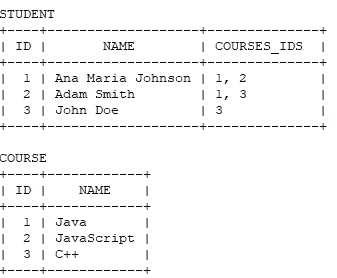 STUDENT
+----+--------------------+---------------+
| ID |        NAME        | COURSES_IDS   |
+----+--------------------+---------------+
|  1 | Ana Maria Johnson  | 1, 2          |
|  2 | Adam Smith         | 1, 3          |
|  3 | John Doe           | 3             |
+----+--------------------+---------------+
COURSE
+----+------------+
| ID |    NAME    |
+----+------------+
|  1 | Java       |
|  2 | JavaScript |
|  3 | C++        |
+----+------------+